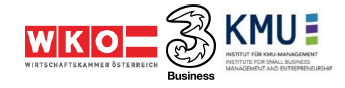 WKO
WIRTSCHAFTSKAMMER ÖSTERREICH
3
Business
KMU
INSTITUT FÜR KMU-MANAGEMENT
INSTITUTE FOR SMALL BUSINESS
MANAGEMENT AND ENTREPRENEURSHIP